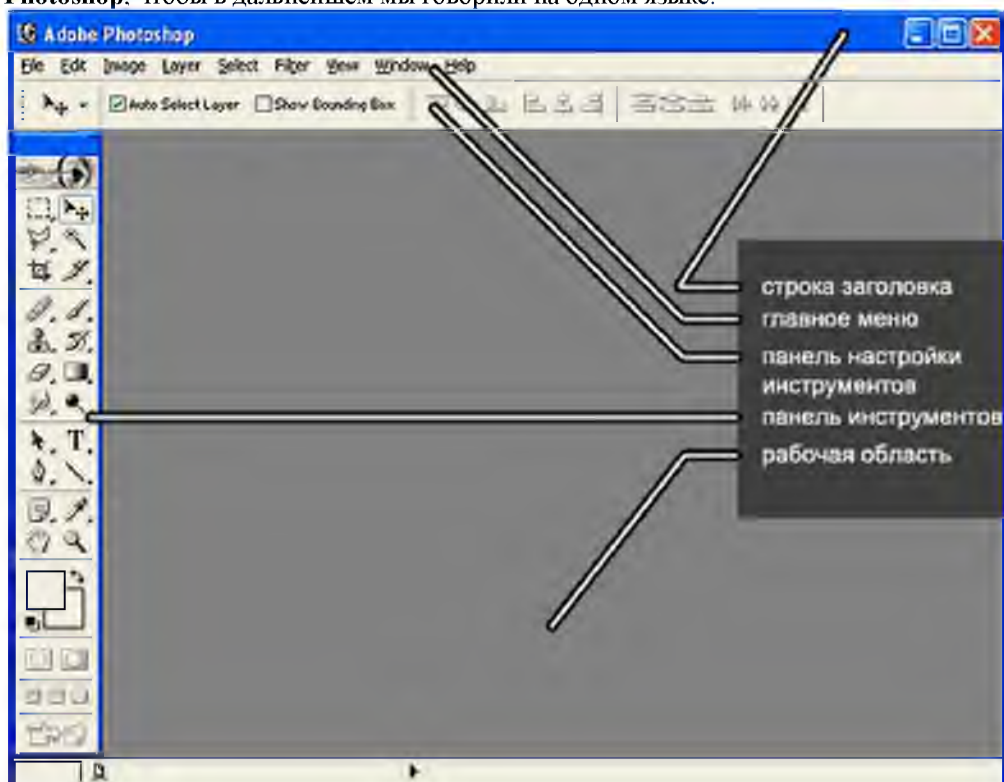 Photoshop, чтобы в дальнейшем мы говорили на одном языке.
Adobe Photoshop
File Edit Image Layer Select Filter View Window Help
Auto Select Layer Show Bounding Box
строка заголовка
главное меню
панель настройки
инструментов
панель инструментов
рабочая область